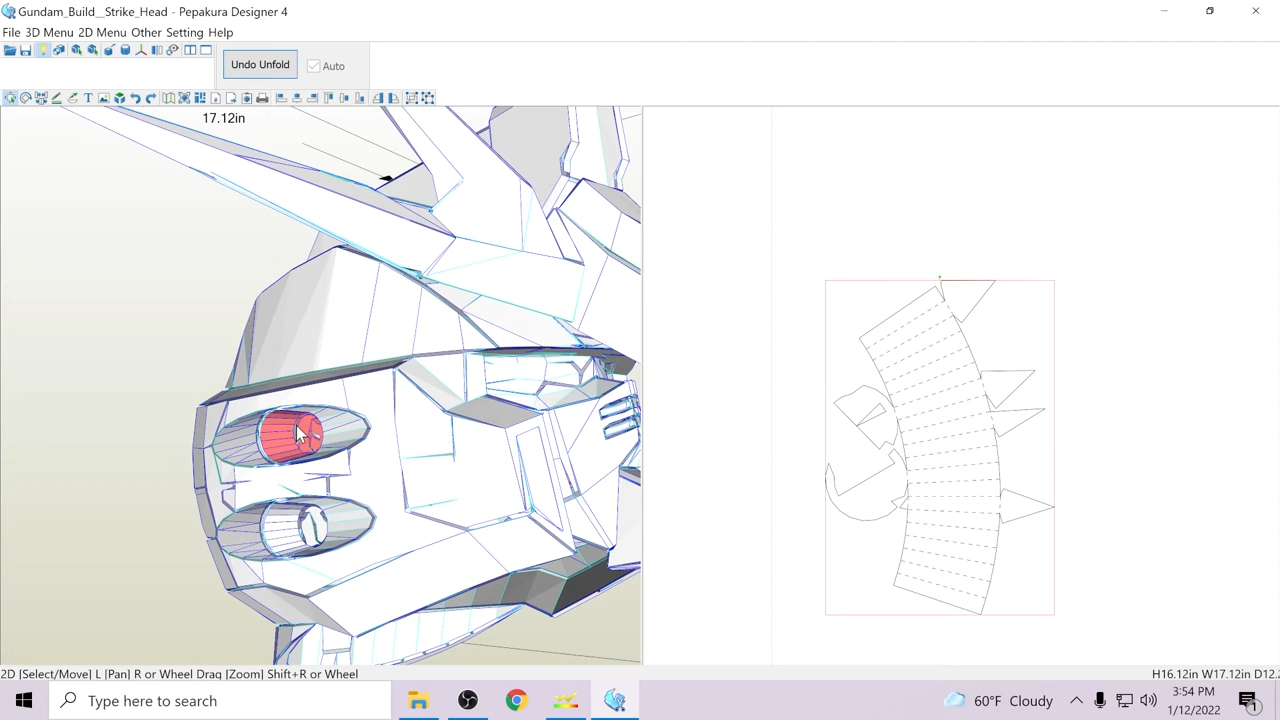 Gundam_Build__Strike_Head - Pepakura Designer 4
File 3D Menu 2D Menu Other Setting Help
Undo Unfold
Auto
17.12in
2D [Select/Move] L [Pan] R or Wheel Drag [Zoom] Shift+R or Wheel
H16.12in W17.12in D12.
Type here to search
60°F Cloudy
3:54 PM
1/12/2022
1